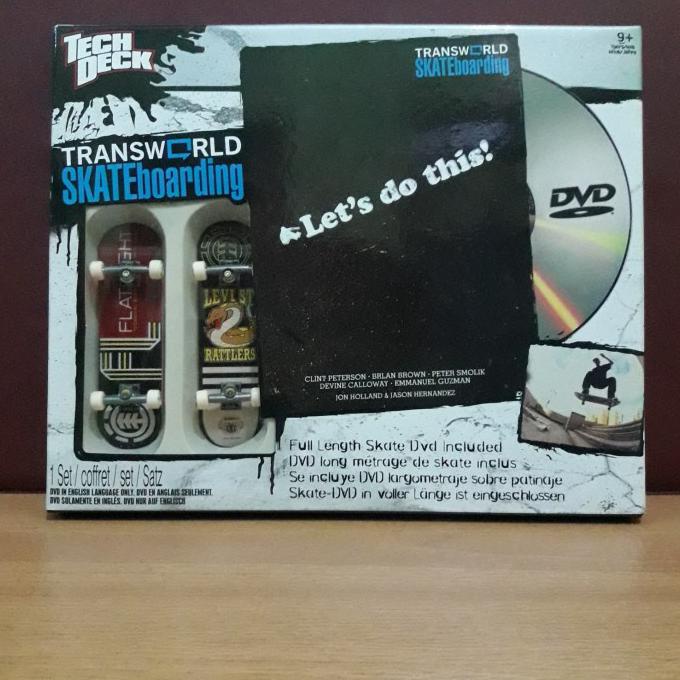 TECH
DECK
TRANSWORLD
SKATEboarding
TRANSWORLD
SKATEboarding
9+
Let's do this!
DVD
FLAT
LEVI ST
RATTLERS
CLINT PETERSON · BRIAN BROWN · PETER SMOLIK
DEVINE CALLOWAY · EMMANUEL GUZMAN
JON HOLLAND & JASON HERNANDEZ
Full Length Skate Dvd Included
DVD long métrage de skate inclus
Se incluye DVD largometraje sobre patinaje
Skate-DVD in voller Länge ist eingeschlossen
1 Set / coffret / set / Satz
DVD IN ENGLISH LANGUAGE ONLY. DVD EN ANGLAIS SEULEMENT.
DVD SOLAMENTE EN INGLÉS. DVD NUR AUF ENGLISCH